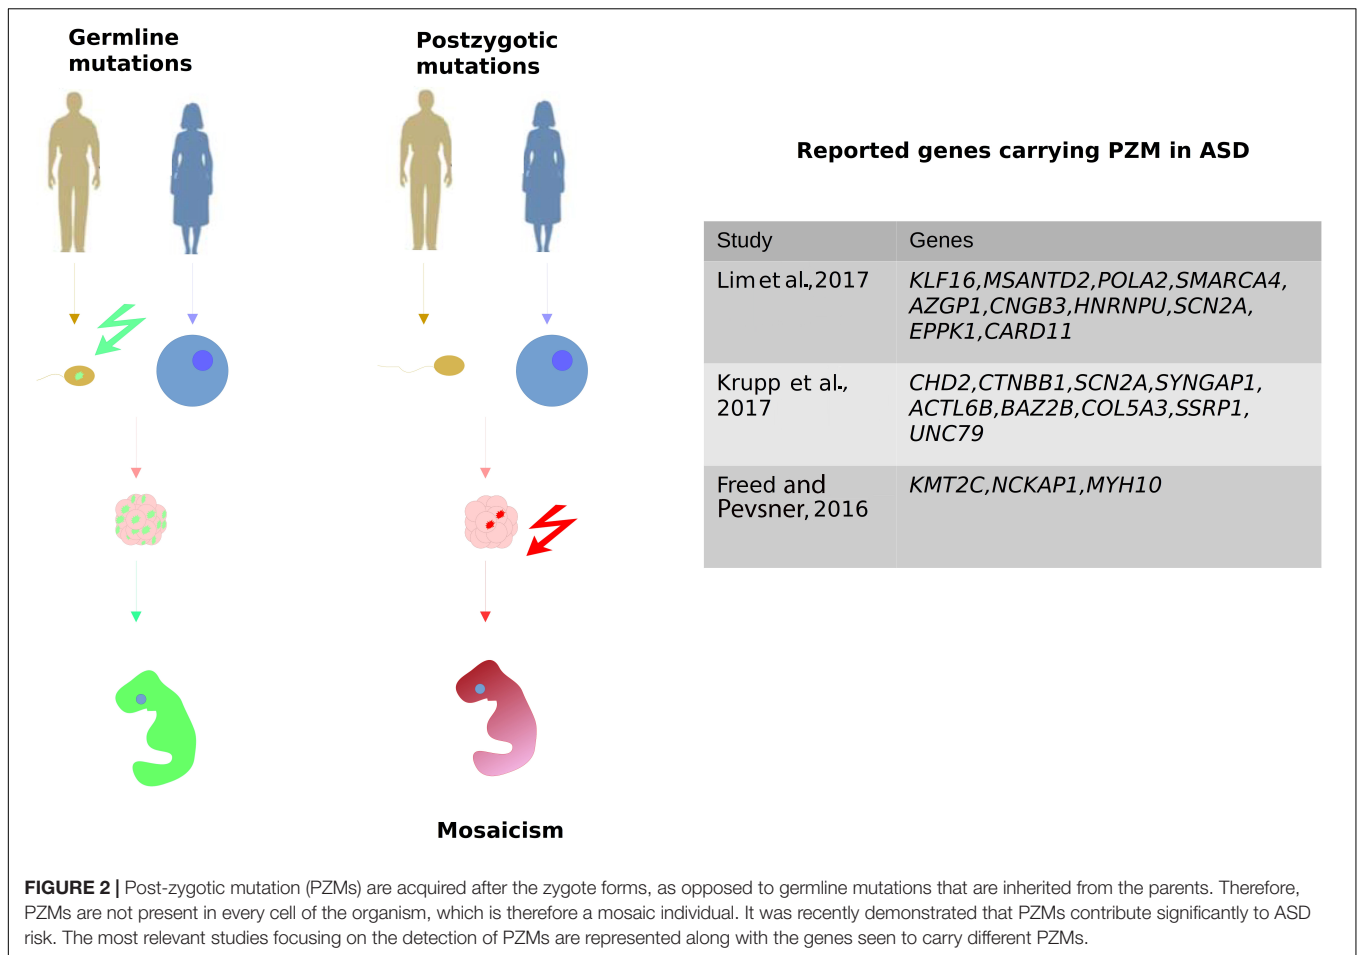 Germline
mutations
Postzygotic
mutations
Reported genes carrying PZM in ASD
Study Genes
Lim et al.,2017 KLF16,MSANTD2,POLA2,SMARCA4,
AZGP1,CNGB3,HNRNPU,SCN2A,
EPPK1,CARD11
Krupp et al., CHD2,CTNBB1,SCN2A,SYNGAP1,
2017 ACTL6B,BAZ2B,COL5A3,SSRP1,
UNC79
Freed and KMT2C,NCKAP1,MYH10
Pevsner, 2016
Mosaicism
FIGURE 2 | Post-zygotic mutation (PZMs) are acquired after the zygote forms, as opposed to germline mutations that are inherited from the parents. Therefore,
PZMs are not present in every cell of the organism, which is therefore a mosaic individual. It was recently demonstrated that PZMs contribute significantly to ASD
risk. The most relevant studies focusing on the detection of PZMs are represented along with the genes seen to carry different PZMs.